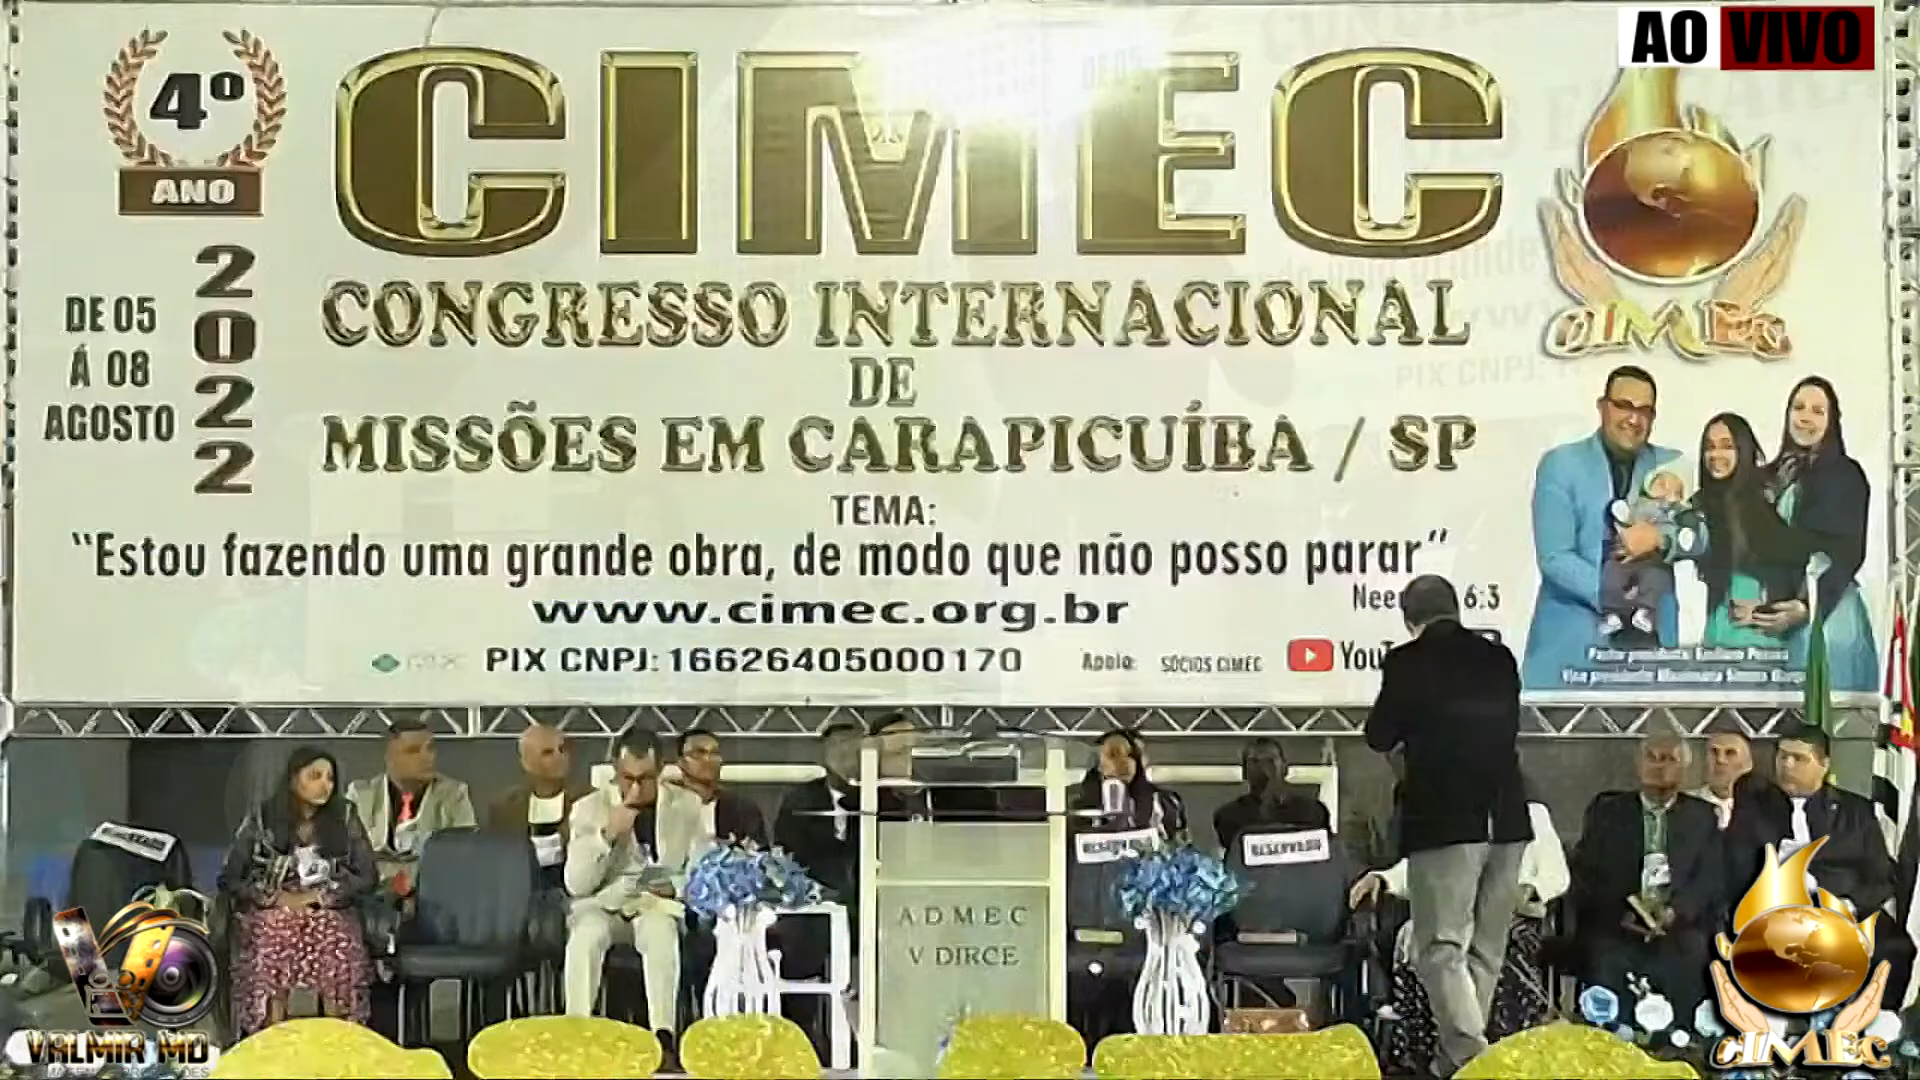 AO VIVO
4º
ANO
2022
DE 05
Á 08
AGOSTO
CIMEC
CONGRESSO INTERNACIONAL
DE
MISSÕES EM CARAPICUÍBA / SP
TEMA:
“Estou fazendo uma grande obra, de modo que não posso parar”
6:3
www.cimec.org.br
PIX CNPJ: 16626405000170
Apoio: SÓCIOS CIMEC
CIMEC
RESERVADO
RESERVADO
ADMEC
V DIRCE
VALMIR MD
CIMEC